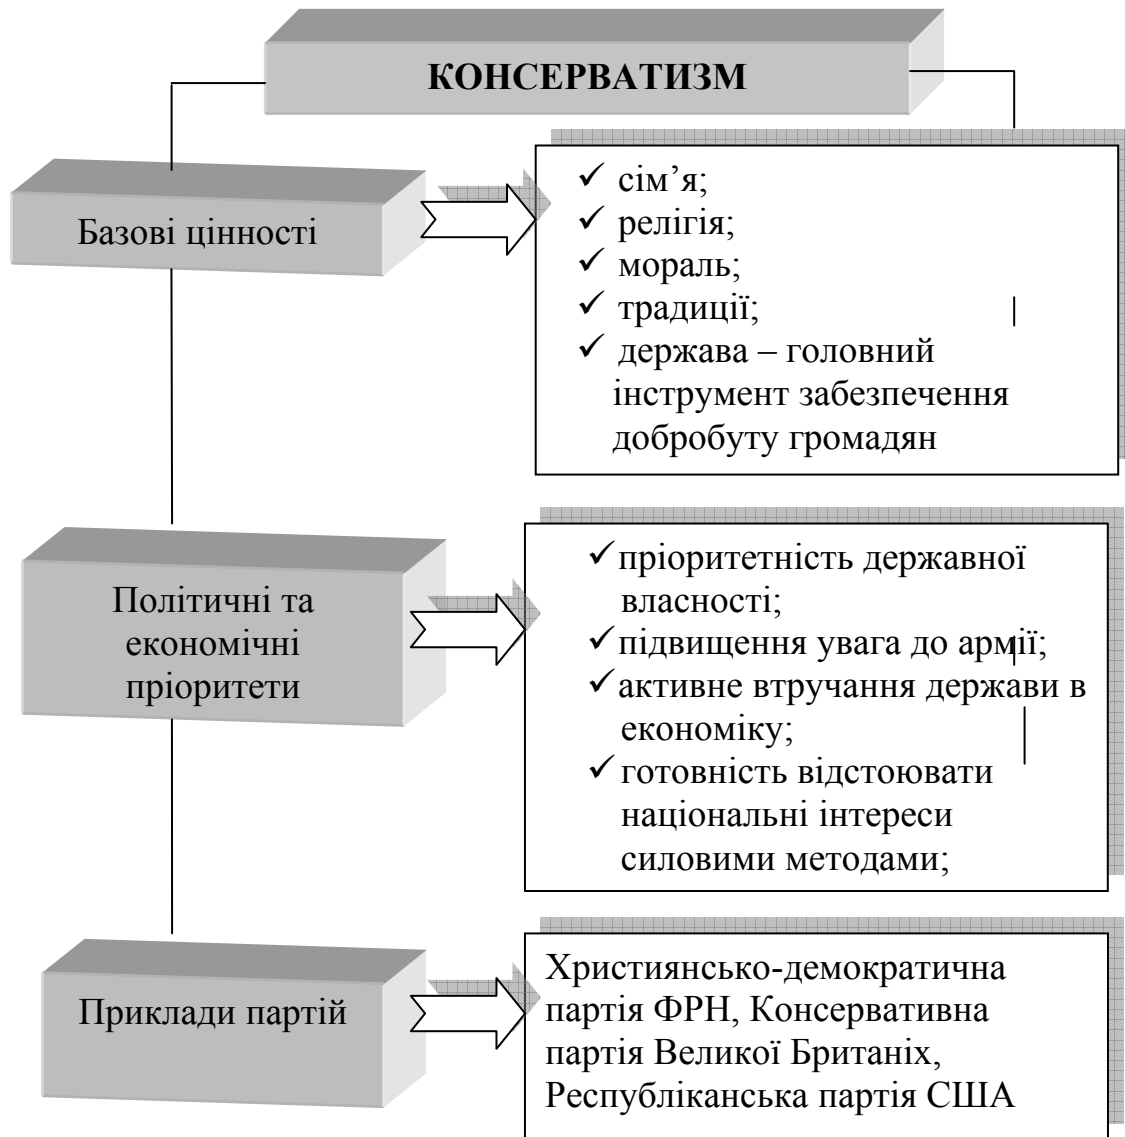 КОНСЕРВАТИЗМ
Базові цінності
✓ сім’я;
✓ релігія;
✓ мораль;
✓ традиції;
✓ держава – головний
інструмент забезпечення
добробуту громадян
Політичні та
економічні
пріоритети
✓ пріоритетність державної
власності;
✓ підвищення увага до армії;
✓ активне втручання держави в
економіку;
✓ готовність відстоювати
національні інтереси
силовими методами;
Приклади партій
Християнсько-демократична
партія ФРН, Консервативна
партія Великої Британіх,
Республіканська партія США